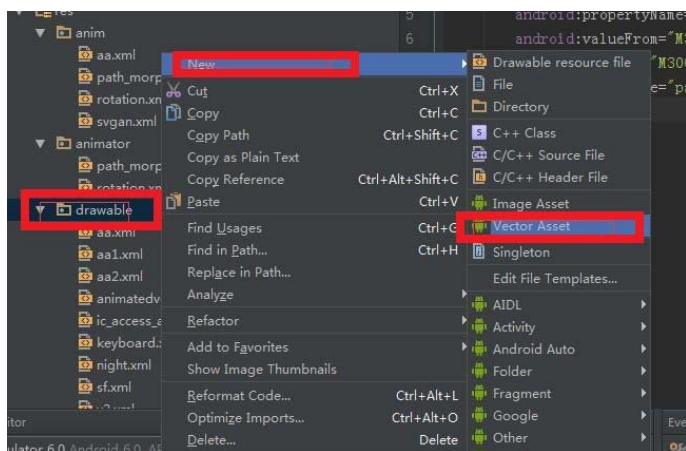 res
anim
aa.xml
path_morp
rotation.xm
svgan.xml
animator
path_morp
rotation.xm
drawable
aa.xml
aa1.xml
aa2.xml
animatedv
ic_access_a
keyboard.
night.xml
sf.xml
itor
ulator 6.0 Android 6.0, AP
New
Cut Ctrl+X
Copy Ctrl+C
Copy Path Ctrl+Shift+C
Copy as Plain Text
Copy Reference Ctrl+Alt+Shift+C
Paste Ctrl+V
Find Usages Ctrl+G
Find in Path... Ctrl+H
Replace in Path...
Analyze
Refactor
Add to Favorites
Show Image Thumbnails
Reformat Code... Ctrl+Alt+L
Optimize Imports... Ctrl+Alt+O
Delete... Delete
Drawable resource file
File
Directory
C++ Class
C/C++ Source File
C/C++ Header File
Image Asset
Vector Asset
Singleton
Edit File Templates...
AIDL
Activity
Android Auto
Folder
Fragment
Google
Other
5 android:propertyName=
6 android:valueFrom="M3
"M300
e="pa
Eve